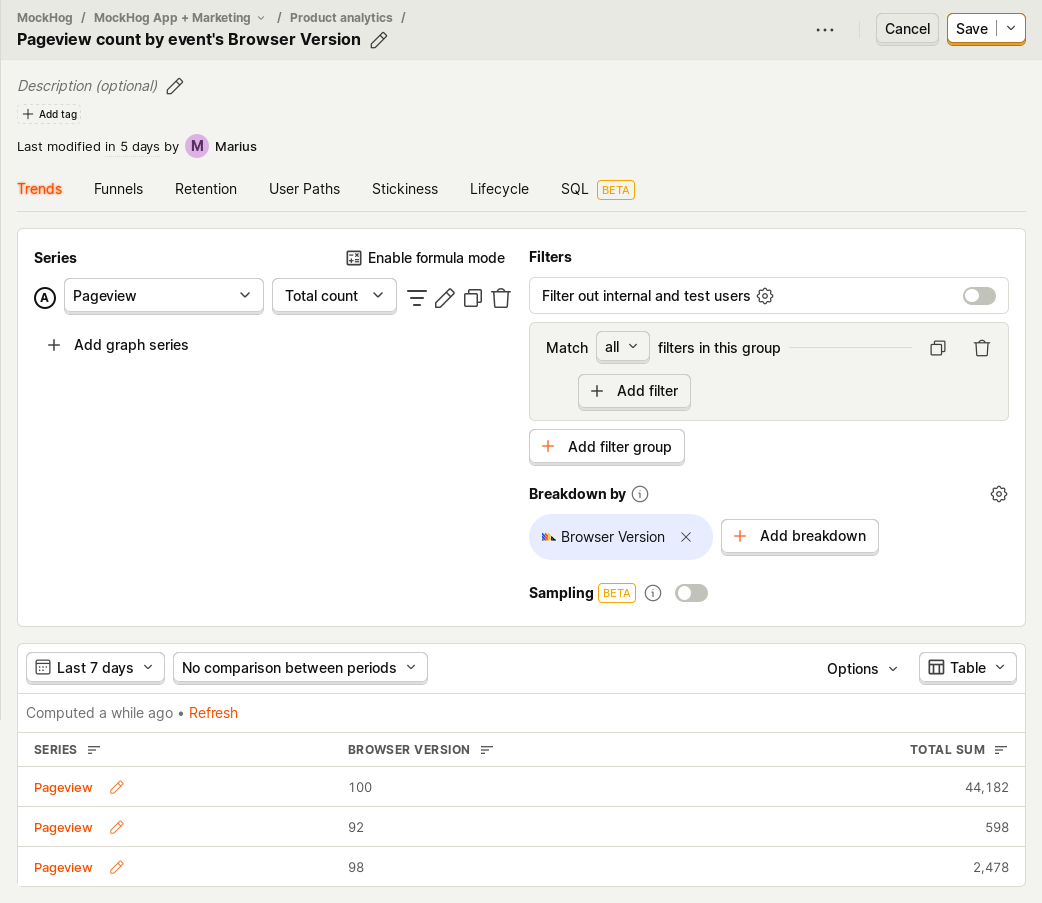 MockHog / MockHog App + Marketing / Product analytics /
Pageview count by event's Browser Version
Cancel
Save
Description (optional)
Add tag
Last modified in 5 days by M Marius
Trends Funnels Retention User Paths Stickiness Lifecycle SQL BETA
Series
Enable formula mode
A Pageview Total count
Add graph series
Filters
Filter out internal and test users
Match all filters in this group
Add filter
Add filter group
Breakdown by
Browser Version
Add breakdown
Sampling BETA
Last 7 days No comparison between periods Options Table
Computed a while ago • Refresh
SERIES BROWSER VERSION TOTAL SUM
Pageview 100 44,182
Pageview 92 598
Pageview 98 2,478